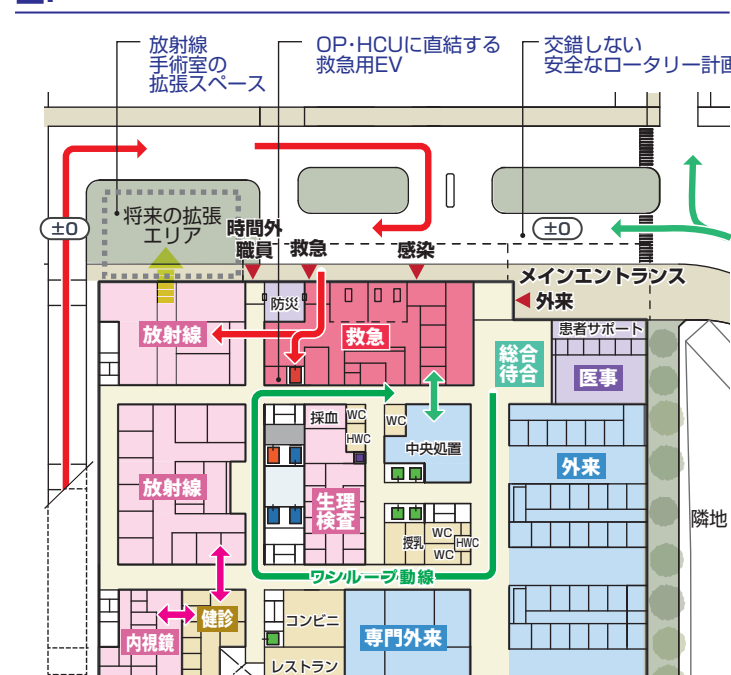 放射線
手術室の
拡張スペース
OP・HCUに直結する
救急用EV
交錯しない
安全なロータリー計画
±0
将来の拡張
エリア
時間外
職員
救急
感染
±0
メインエントランス
外来
防災
放射線
救急
患者サポート
総合
待合
医事
採血
WC
HWC
WC
中央処置
外来
放射線
生理
検査
授乳
WC
HWC
WC
隣地
ワンループ動線
内視鏡
健診
コンビニ
専門外来
レストラン